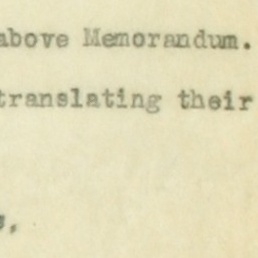 above Memorandum.
translating their
s,